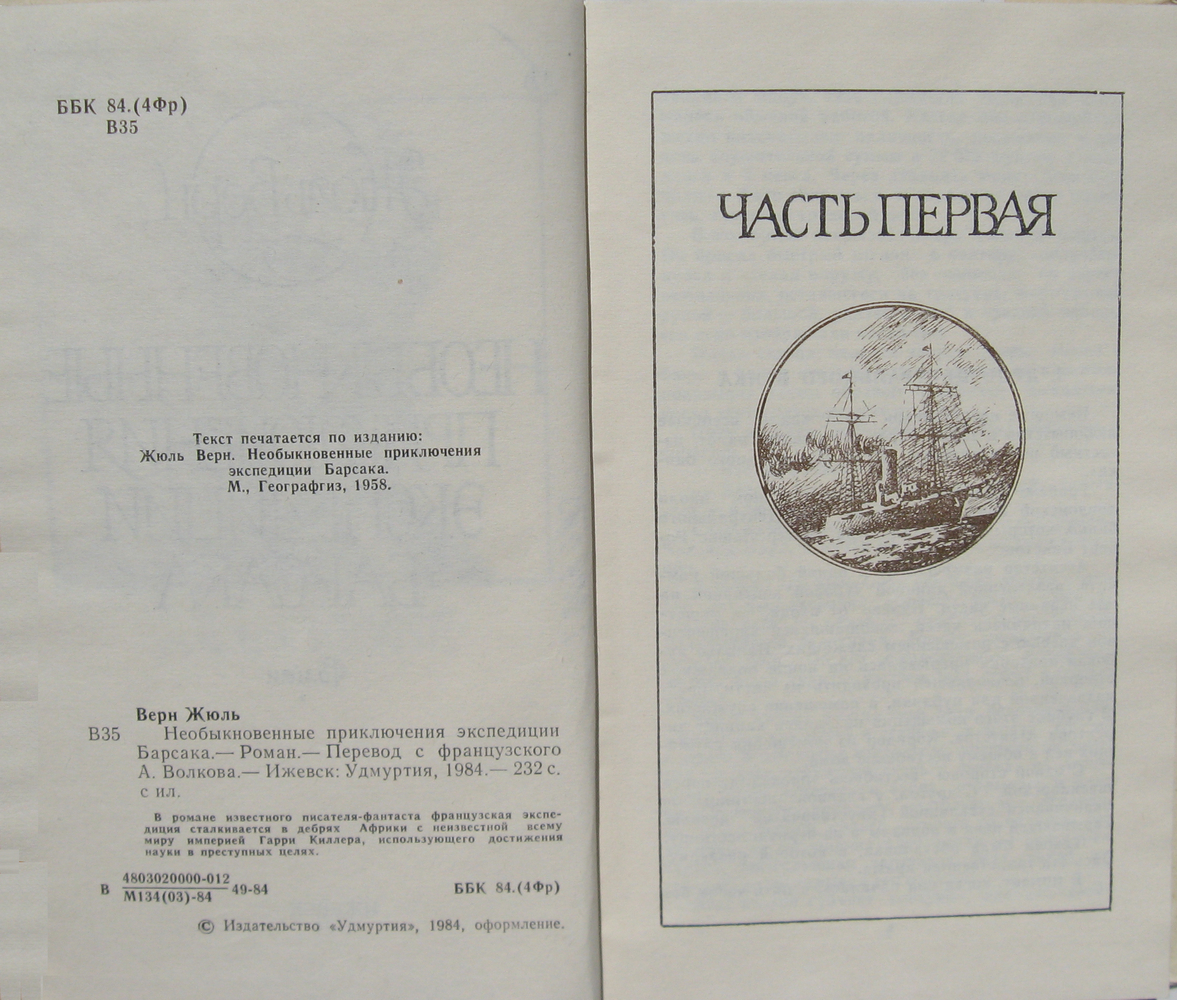 ББК 84.(4Фр)
В35
Текст печатается по изданию:
Жюль Верн. Необыкновенные приключения
экспедиции Барсака.
М., Географгиз, 1958.
Верн Жюль
В35 Необыкновенные приключения экспедиции
Барсака.— Роман.— Перевод с французского
А. Волкова.— Ижевск: Удмуртия, 1984.— 232 с.
с ил.
В романе известного писателя-фантаста французская экспе-
диция сталкивается в дебрях Африки с неизвестной всему
миру империей Гарри Киллера, использующего достижения
науки в преступных целях.
В 4803020000-012
М134(03)-84 49-84 ББК 84.(4Фр)
© Издательство «Удмуртия», 1984, оформление.
ЧАСТЬ ПЕРВАЯ